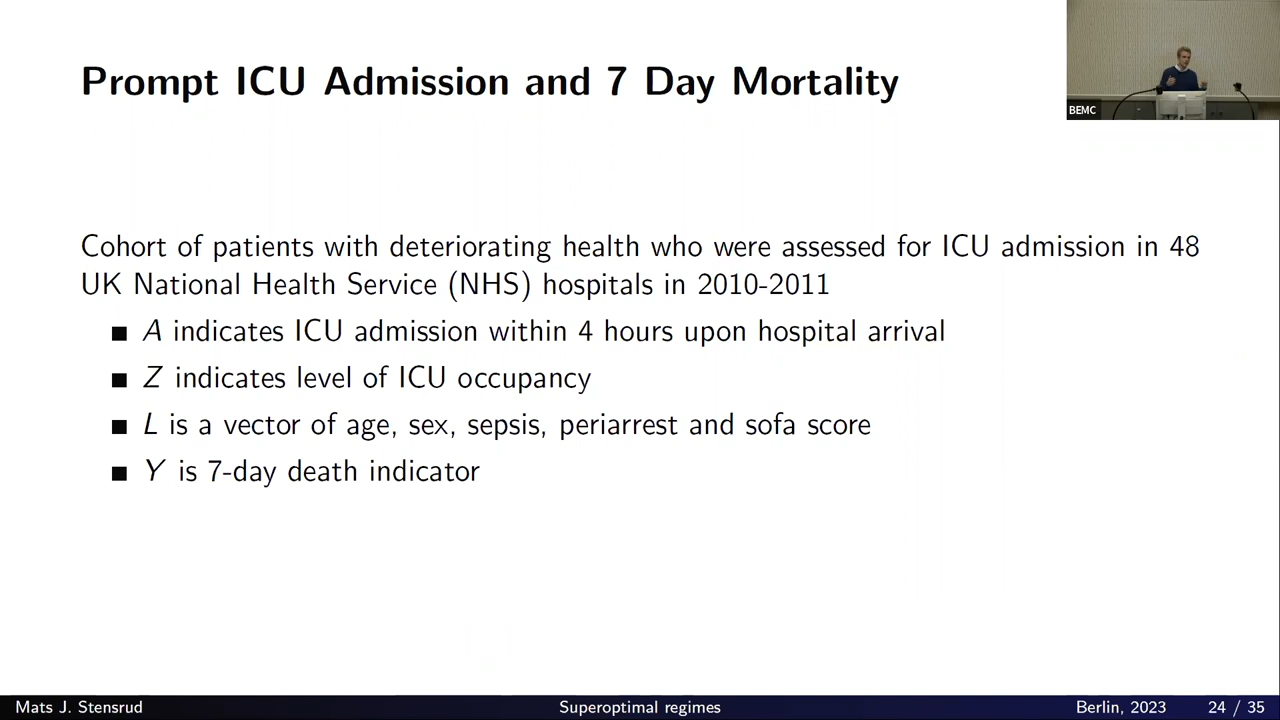 Prompt ICU Admission and 7 Day Mortality
BEMC
Cohort of patients with deteriorating health who were assessed for ICU admission in 48
UK National Health Service (NHS) hospitals in 2010-2011
■ A indicates ICU admission within 4 hours upon hospital arrival
■ Z indicates level of ICU occupancy
■ L is a vector of age, sex, sepsis, periarrest and sofa score
■ Y is 7-day death indicator
Mats J. Stensrud Superoptimal regimes Berlin, 2023 24 / 35